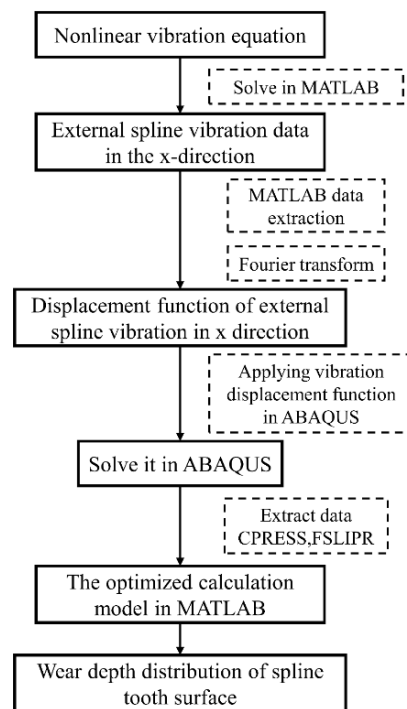 Nonlinear vibration equation
Solve in MATLAB
External spline vibration data
in the x-direction
MATLAB data
extraction
Fourier transform
Displacement function of external
spline vibration in x direction
Applying vibration
displacement function
in ABAQUS
Solve it in ABAQUS
Extract data
CPRESS,FSLIPR
The optimized calculation
model in MATLAB
Wear depth distribution of spline
tooth surface